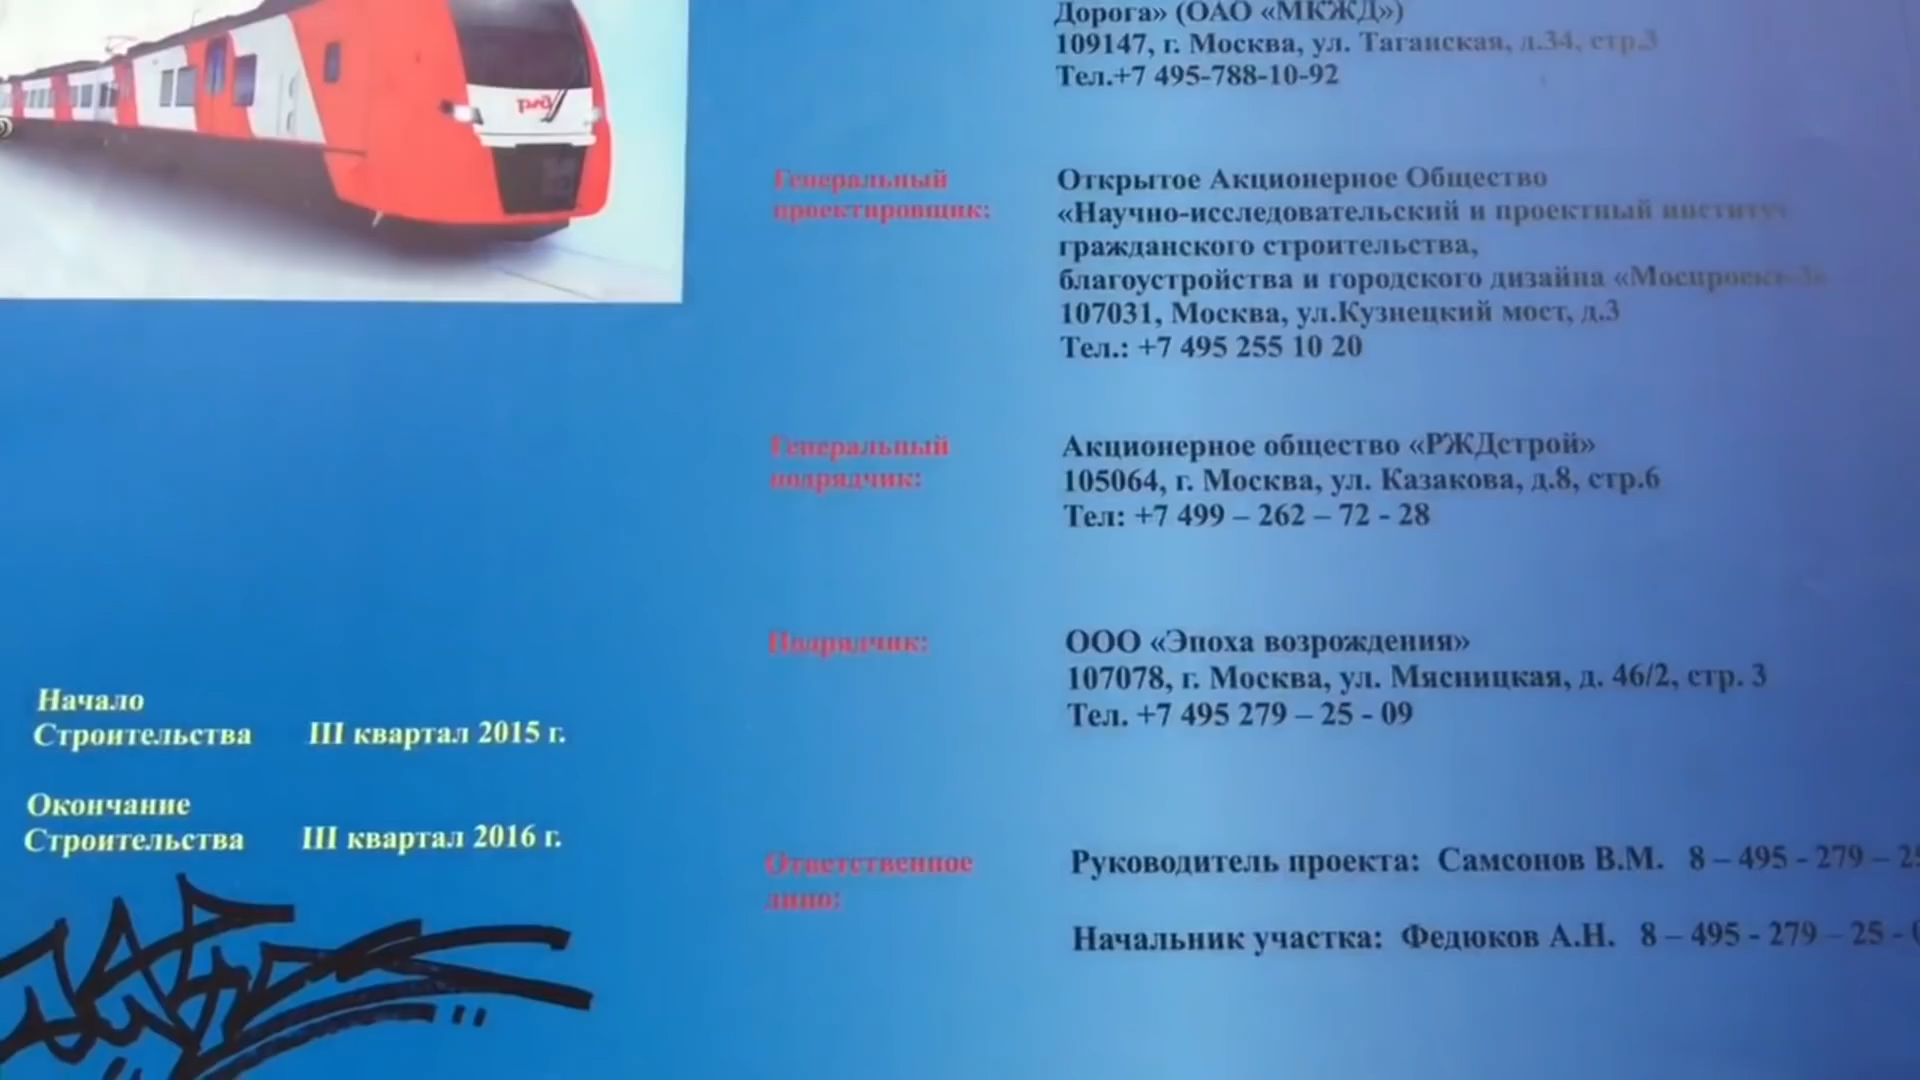 Дорога» (ОАО «МКЖД»)
109147, г. Москва, ул. Таганская, д.34, стр.3
Тел.+7 495-788-10-92
ржд
Генеральный
проектировщик:
Открытое Акционерное Общество
«Научно-исследовательский и проектный институт
гражданского строительства,
благоустройства и городского дизайна «Моспроект-3»
107031, Москва, ул.Кузнецкий мост, д.3
Тел.: +7 495 255 10 20
Генеральный
подрядчик:
Акционерное общество «РЖДстрой»
105064, г. Москва, ул. Казакова, д.8, стр.6
Тел: +7 499 – 262 – 72 - 28
Подрядчик:
ООО «Эпоха возрождения»
107078, г. Москва, ул. Мясницкая, д. 46/2, стр. 3
Тел. +7 495 279 – 25 - 09
Начало
Строительства III квартал 2015 г.
Окончание
Строительства III квартал 2016 г.
Ответственное
лицо:
Руководитель проекта: Самсонов В.М. 8 – 495 - 279 – 25
Начальник участка: Федюков А.Н. 8 – 495 - 279 – 25 -